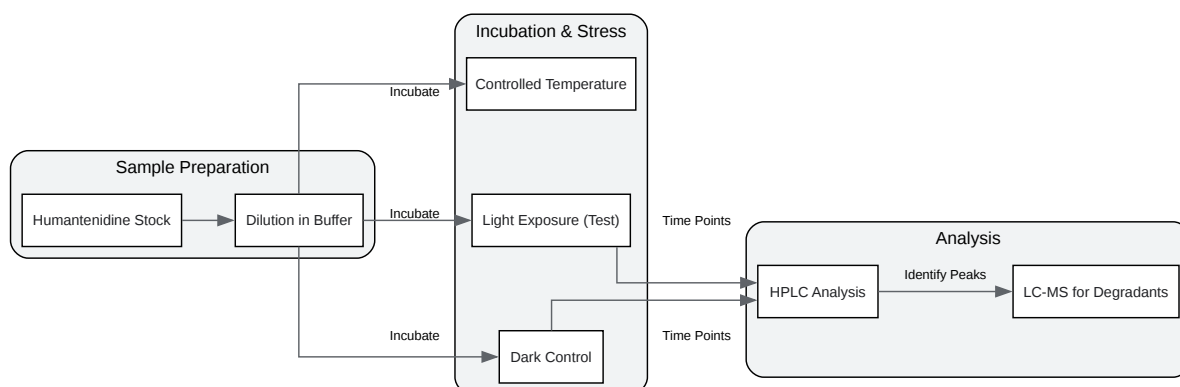 Incubation & Stress
Controlled Temperature
Incubate
Sample Preparation
Humantenidine Stock
Dilution in Buffer
Incubate
Light Exposure (Test)
Time Points
Analysis
Identify Peaks
HPLC Analysis
LC-MS for Degradants
Incubate
Time Points
Dark Control